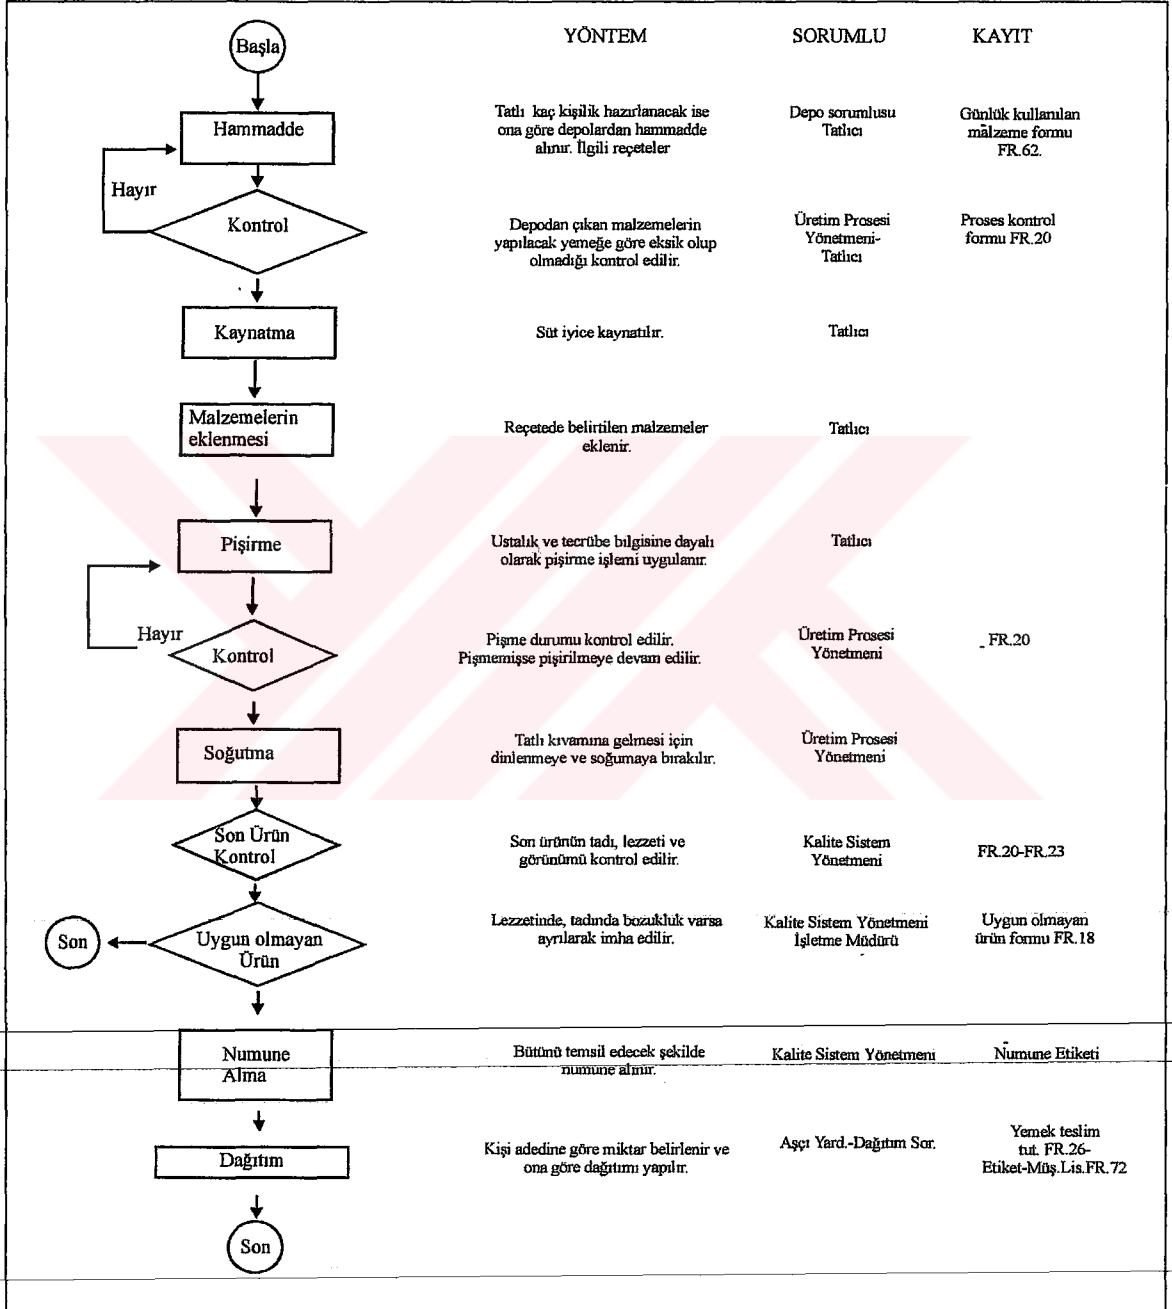 Başla
YÖNTEM
SORUMLU
KAYIT
Hammadde
Tatlı kaç kişilik hazırlanacak ise
ona göre depolardan hammadde
alınır. İlgili reçeteler
Depo sorumlusu
Tatlıcı
Günlük kullanılan
malzeme formu
FR.62.
Hayır
Kontrol
Depodan çıkan malzemelerin
yapılacak yemeğe göre eksik olup
olmadığı kontrol edilir.
Üretim Prosesi
Yönetmeni-
Tatlıcı
Proses kontrol
formu FR.20
Kaynatma
Süt iyice kaynatılır.
Tatlıcı
Malzemelerin
eklenmesi
Reçetede belirtilen malzemeler
eklenir.
Tatlıcı
Pişirme
Ustalık ve tecrübe bilgisine dayalı
olarak pişirme işlemi uygulanır.
Tatlıcı
Hayır
Kontrol
Pişme durumu kontrol edilir.
Pişmemişse pişirilmeye devam edilir.
Üretim Prosesi
Yönetmeni
FR.20
Soğutma
Tatlı kıvamına gelmesi için
dinlenmeye ve soğumaya bırakılır.
Üretim Prosesi
Yönetmeni
Son Ürün
Kontrol
Son ürünün tadı, lezzeti ve
görünümü kontrol edilir.
Kalite Sistem
Yönetmeni
FR.20-FR.23
Son
Uygun olmayan
Ürün
Lezzetinde, tadında bozukluk varsa
ayrılarak imha edilir.
Kalite Sistem Yönetmeni
İşletme Müdürü
Uygun olmayan
ürün formu FR.18
Numune
Alma
Bütünü temsil edecek şekilde
numune alınır.
Kalite Sistem Yönetmeni
Numune Etiketi
Dağıtım
Kişi adedine göre miktar belirlenir ve
ona göre dağıtımı yapılır.
Aşçı Yard.-Dağıtım Sor.
Yemek teslim
tut. FR.26-
Etiket-Müş.Lis.FR.72
Son